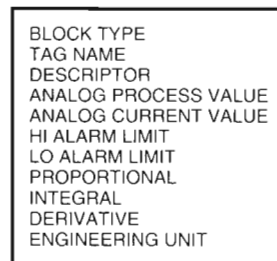 BLOCK TYPE
TAG NAME
DESCRIPTOR
ANALOG PROCESS VALUE
ANALOG CURRENT VALUE
HI ALARM LIMIT
LO ALARM LIMIT
PROPORTIONAL
INTEGRAL
DERIVATIVE
ENGINEERING UNIT